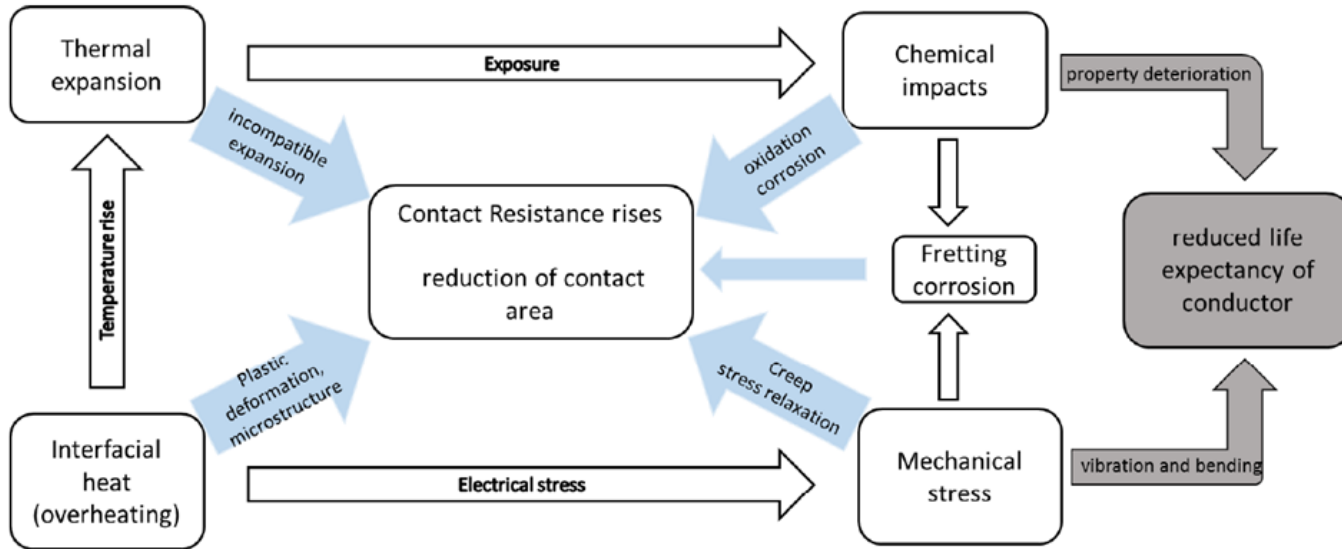 Thermal
expansion
Exposure
Chemical
impacts
property deterioration
incompatible
expansion
oxidation
corrosion
Temperature rise
Contact Resistance rises
reduction of contact
area
Fretting
corrosion
reduced life
expectancy of
conductor
Plastic
deformation,
microstructure
Creep
stress relaxation
Interfacial
heat
(overheating)
Electrical stress
Mechanical
stress
vibration and bending